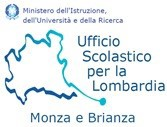 Ministero dell'Istruzione,
dell'Università e della Ricerca
Ufficio
Scolastico
per la
Lombardia
Monza e Brianza